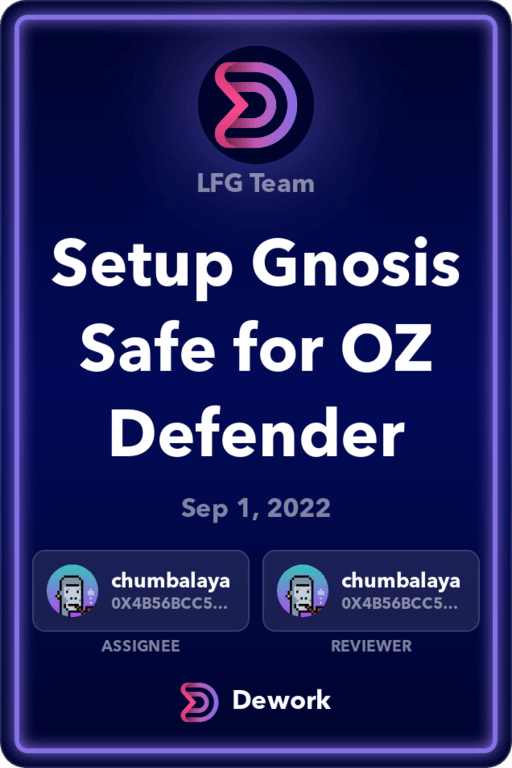 LFG Team
Setup Gnosis
Safe for OZ
Defender
Sep 1, 2022
chumbalaya
0X4B56BCC5...
ASSIGNEE
chumbalaya
0X4B56BCC5...
REVIEWER
Dework